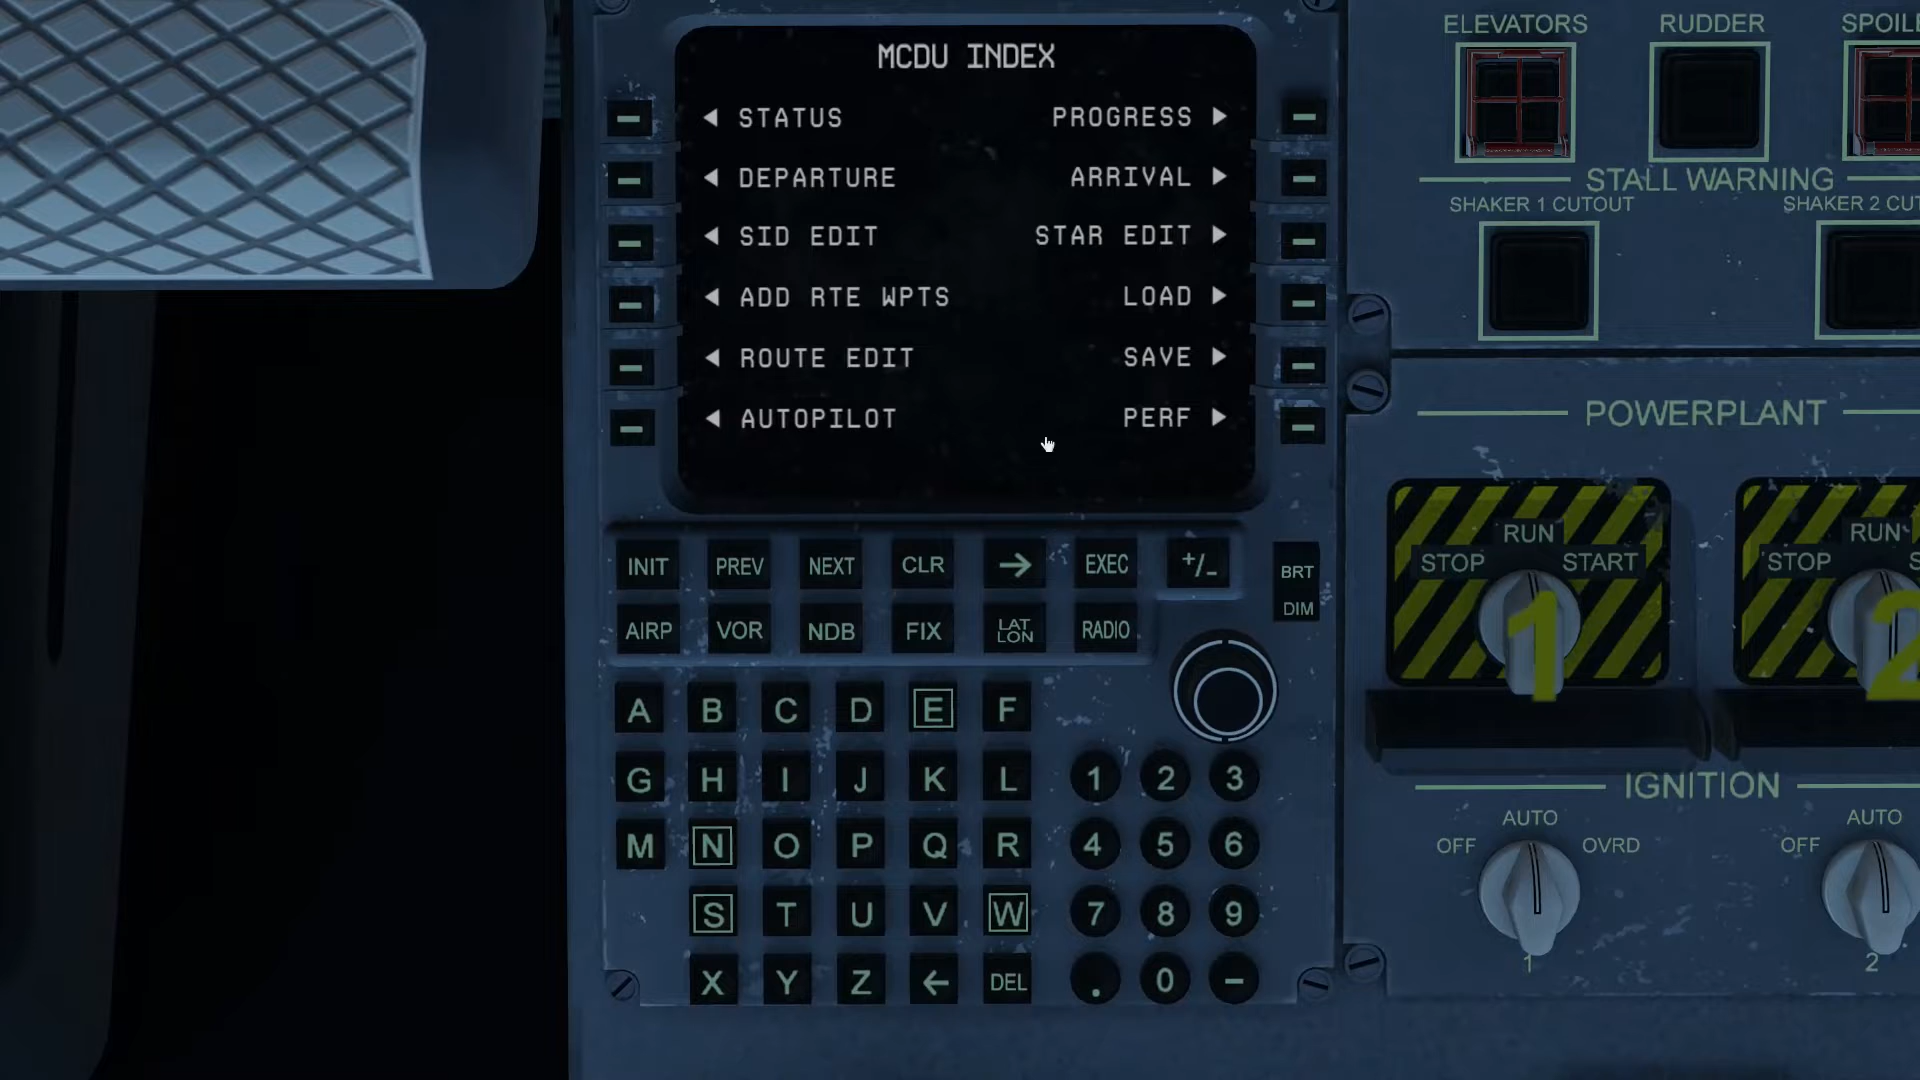 MCDU INDEX
STATUS PROGRESS
DEPARTURE ARRIVAL
SID EDIT STAR EDIT
ADD RTE WPTS LOAD
ROUTE EDIT SAVE
AUTOPILOT PERF
INIT PREV NEXT CLR → EXEC +/_
AIRP VOR NDB FIX LAT LON RADIO
BRT
DIM
A B C D E F
G H I J K L 1 2 3
M N O P Q R 4 5 6
S T U V W 7 8 9
X Y Z ← DEL . 0 -
ELEVATORS RUDDER
STALL WARNING
SHAKER 1 CUTOUT SHAKER 2
POWERPLANT
RUN RUN
STOP START STOP
1 2
IGNITION
AUTO AUTO
OFF OVRD OFF
1 2